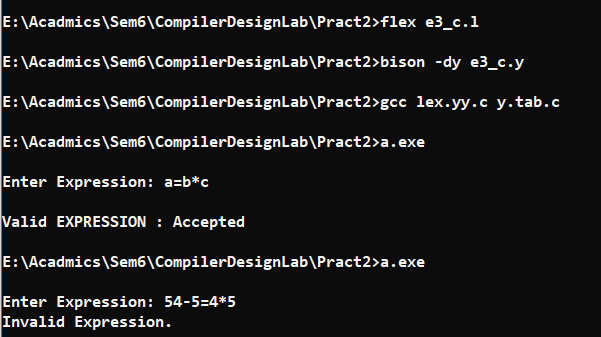 E:\Acadmics\Sem6\CompilerDesignLab\Pract2>flex e3_c.l
E:\Acadmics\Sem6\CompilerDesignLab\Pract2>bison -dy e3_c.y
E:\Acadmics\Sem6\CompilerDesignLab\Pract2>gcc lex.yy.c y.tab.c
E:\Acadmics\Sem6\CompilerDesignLab\Pract2>a.exe
Enter Expression: a=b*c
Valid EXPRESSION : Accepted
E:\Acadmics\Sem6\CompilerDesignLab\Pract2>a.exe
Enter Expression: 54-5=4*5
Invalid Expression.